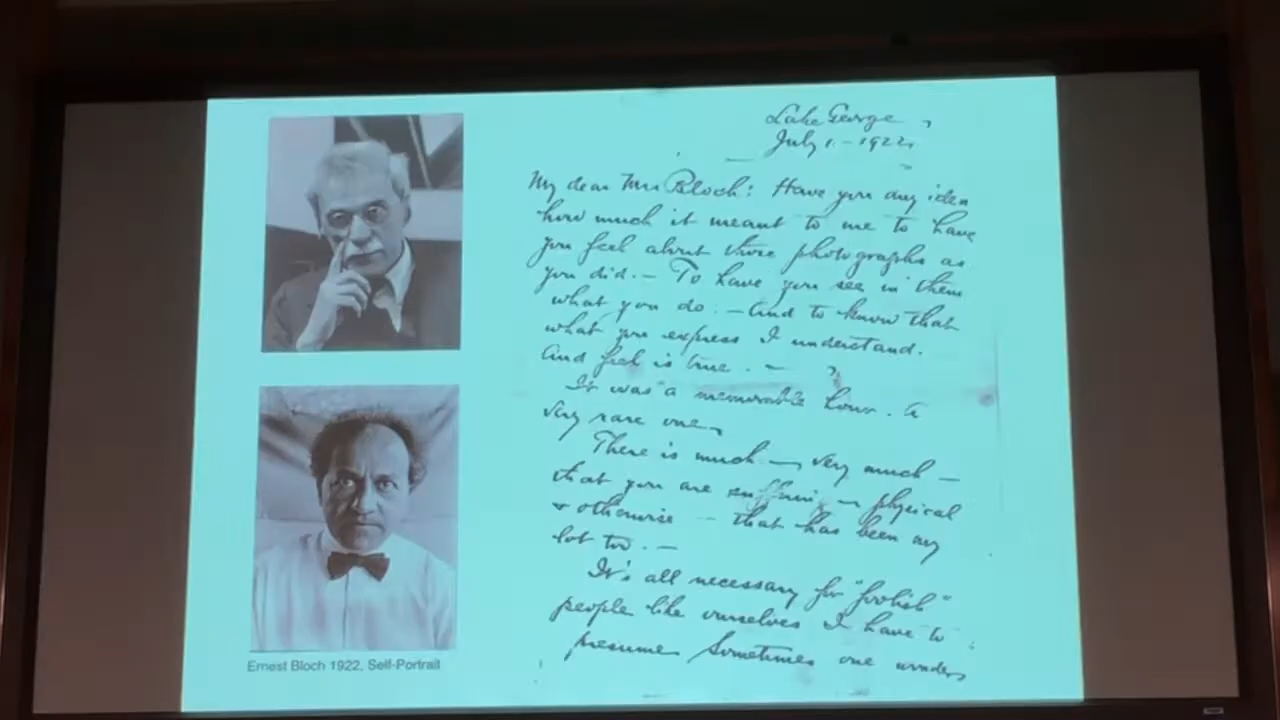 Lake George,
July 1. - 1922.
My dear Mr Bloch: Have you any idea
how much it meant to me to have
you feel about those photographs as
you did. — To have you see in them
what you do. — And to know that
what you express I understand.
And feel is true. —
It was a memorable hour. A
very rare one.
There is much — very much —
that you are suffering — physical
& otherwise — that has been my
lot too. —
It's all necessary for "foolish"
people like ourselves I have to
presume Sometimes one wonders
Ernest Bloch 1922, Self-Portrait